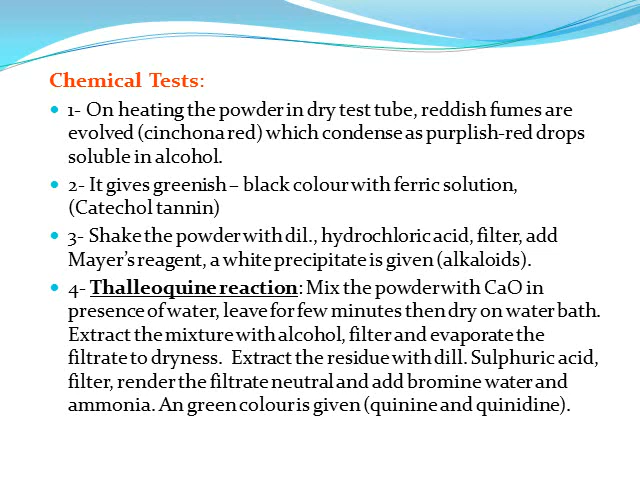 Chemical Tests:
1- On heating the powder in dry test tube, reddish fumes are
evolved (cinchona red) which condense as purplish-red drops
soluble in alcohol.
2- It gives greenish – black colour with ferric solution,
(Catechol tannin)
3- Shake the powder with dil., hydrochloric acid, filter, add
Mayer's reagent, a white precipitate is given (alkaloids).
4- Thalleoquine reaction: Mix the powder with CaO in
presence of water, leave for few minutes then dry on water bath.
Extract the mixture with alcohol, filter and evaporate the
filtrate to dryness. Extract the residue with dill. Sulphuric acid,
filter, render the filtrate neutral and add bromine water and
ammonia. An green colour is given (quinine and quinidine).